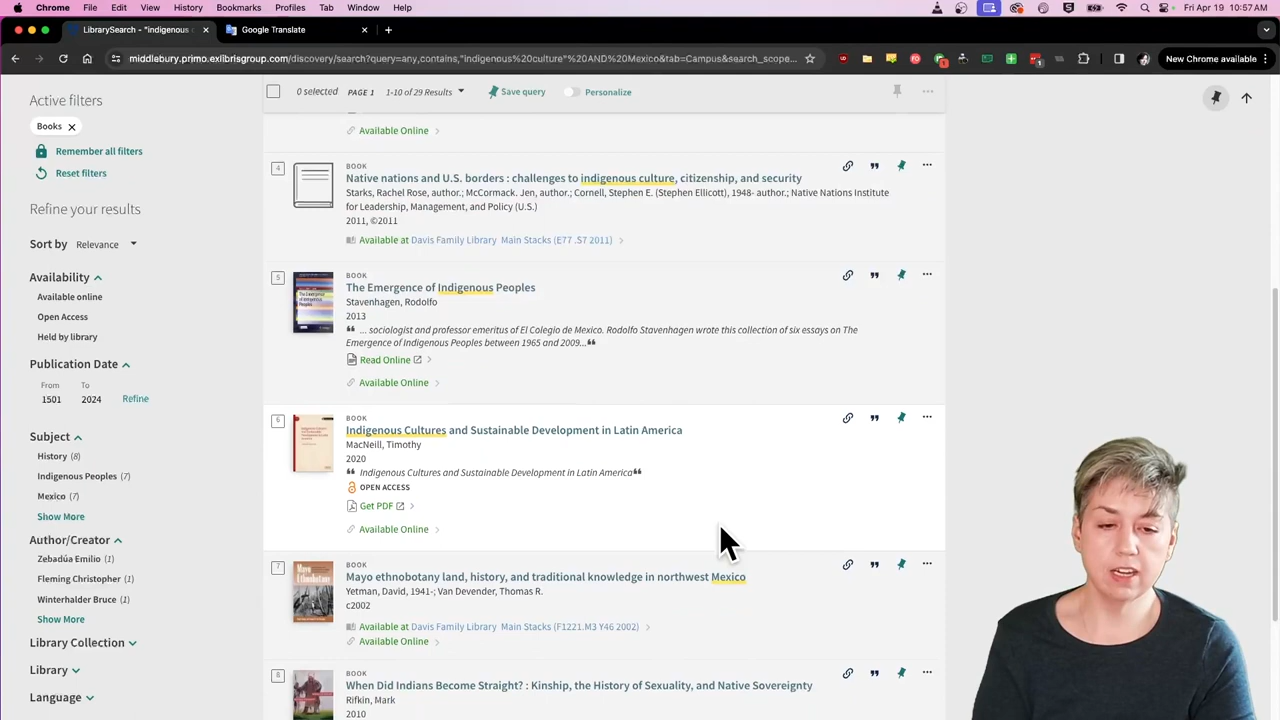 Chrome File Edit View History Bookmarks Profiles Tab Window Help Fri Apr 19 10:57 AM
LibrarySearch - "indigenous c × Google Translate × +
middlebury.primo.exlibrisgroup.com/discovery/search?query=any,contains,"indigenous%20culture"%20AND%20Mexico&tab=Campus&search_scope... New Chrome available
Active filters
Books ×
Remember all filters
Reset filters
Refine your results
Sort by Relevance
Availability
Available online
Open Access
Held by library
Publication Date
From To
1501 2024 Refine
Subject
History (8)
Indigenous Peoples (7)
Mexico (7)
Show More
Author/Creator
Zebadúa Emilio (1)
Fleming Christopher (1)
Winterhalder Bruce (1)
Show More
Library Collection
Library
Language
0 selected PAGE 1 1-10 of 29 Results Save query Personalize
Available Online
4
BOOK
Native nations and U.S. borders : challenges to indigenous culture, citizenship, and security
Starks, Rachel Rose, author.; McCormack. Jen, author.; Cornell, Stephen E. (Stephen Ellicott), 1948- author.; Native Nations Institute
for Leadership, Management, and Policy (U.S.)
2011, ©2011
Available at Davis Family Library Main Stacks (E77 .S7 2011)
5
BOOK
The Emergence of Indigenous Peoples
Stavenhagen, Rodolfo
2013
❝ ... sociologist and professor emeritus of El Colegio de Mexico. Rodolfo Stavenhagen wrote this collection of six essays on The
Emergence of Indigenous Peoples between 1965 and 2009...❝
Read Online
Available Online
6
BOOK
Indigenous Cultures and Sustainable Development in Latin America
MacNeill, Timothy
2020
❝ Indigenous Cultures and Sustainable Development in Latin America❝
OPEN ACCESS
Get PDF
Available Online
7
BOOK
Mayo ethnobotany land, history, and traditional knowledge in northwest Mexico
Yetman, David, 1941-; Van Devender, Thomas R.
c2002
Available at Davis Family Library Main Stacks (F1221.M3 Y46 2002)
Available Online
8
BOOK
When Did Indians Become Straight? : Kinship, the History of Sexuality, and Native Sovereignty
Rifkin, Mark
2010